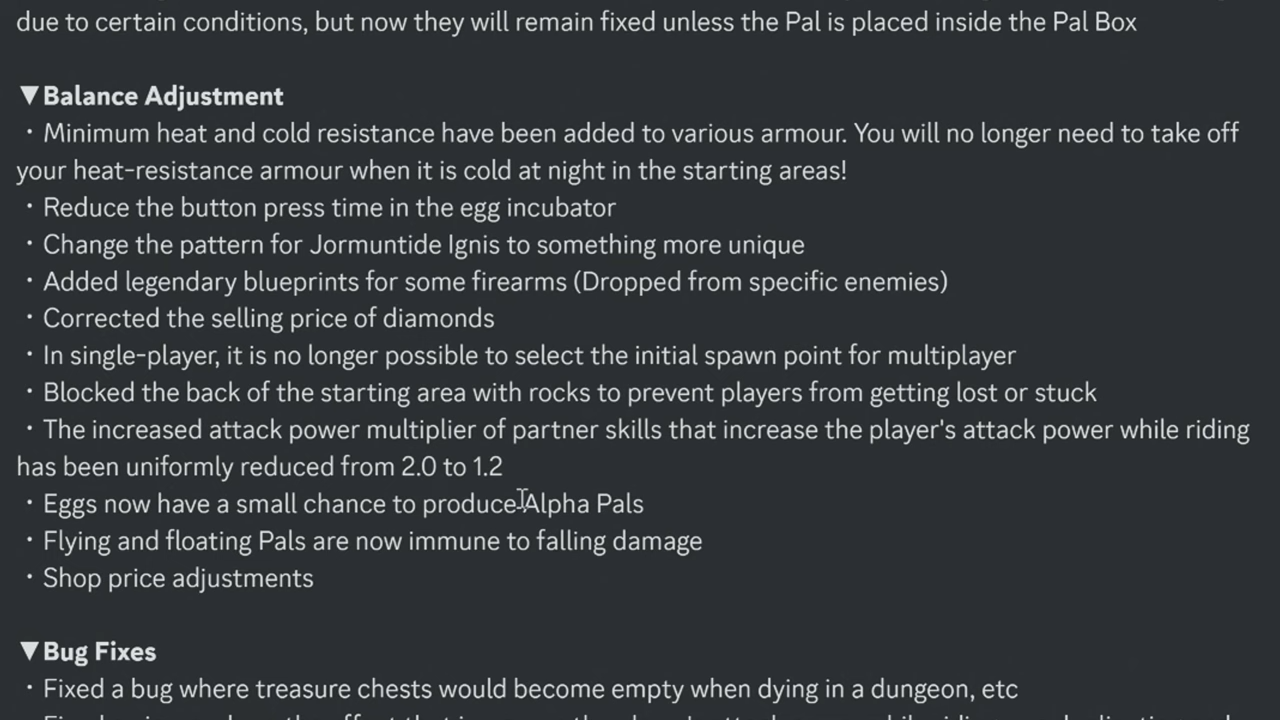 due to certain conditions, but now they will remain fixed unless the Pal is placed inside the Pal Box
▼Balance Adjustment
・Minimum heat and cold resistance have been added to various armour. You will no longer need to take off
your heat-resistance armour when it is cold at night in the starting areas!
・Reduce the button press time in the egg incubator
・Change the pattern for Jormuntide Ignis to something more unique
・Added legendary blueprints for some firearms (Dropped from specific enemies)
・Corrected the selling price of diamonds
・In single-player, it is no longer possible to select the initial spawn point for multiplayer
・Blocked the back of the starting area with rocks to prevent players from getting lost or stuck
・The increased attack power multiplier of partner skills that increase the player's attack power while riding
has been uniformly reduced from 2.0 to 1.2
・Eggs now have a small chance to produce Alpha Pals
・Flying and floating Pals are now immune to falling damage
・Shop price adjustments
▼Bug Fixes
・Fixed a bug where treasure chests would become empty when dying in a dungeon, etc